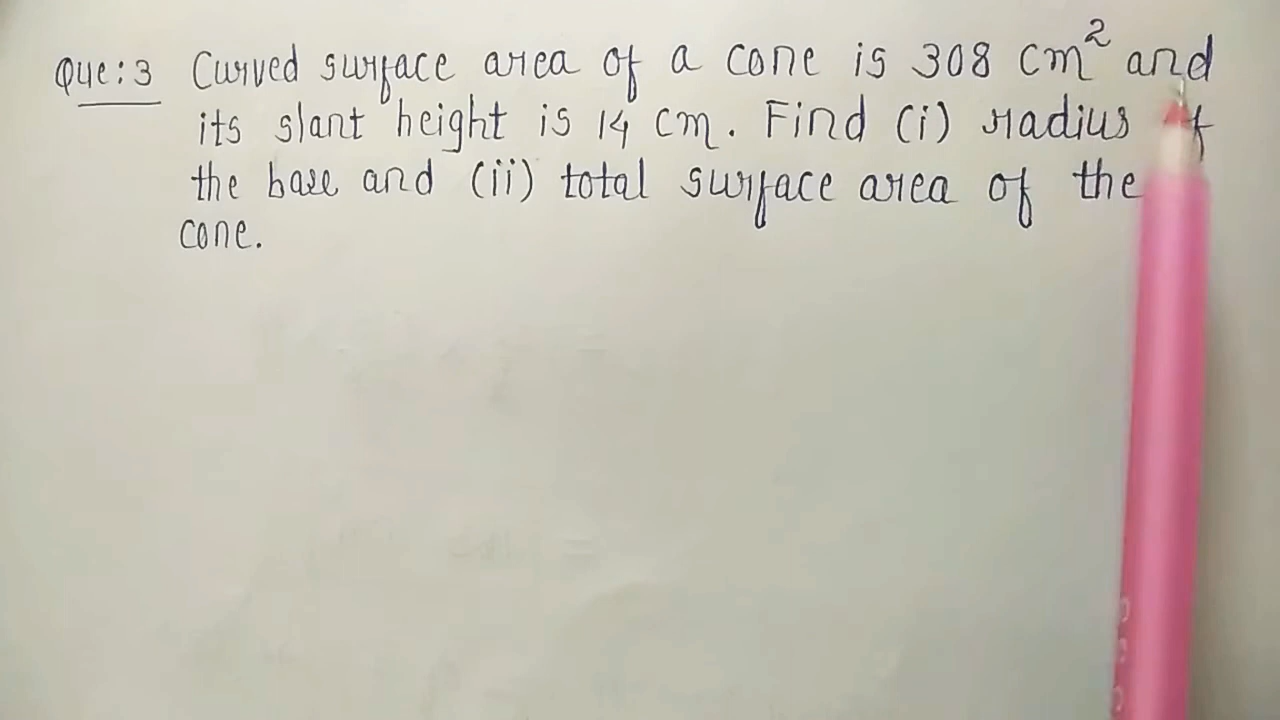 Que:3 Curved surface area of a cone is 308 cm² and
its slant height is 14 cm. Find (i) radius of
the base and (ii) total surface area of the
cone.